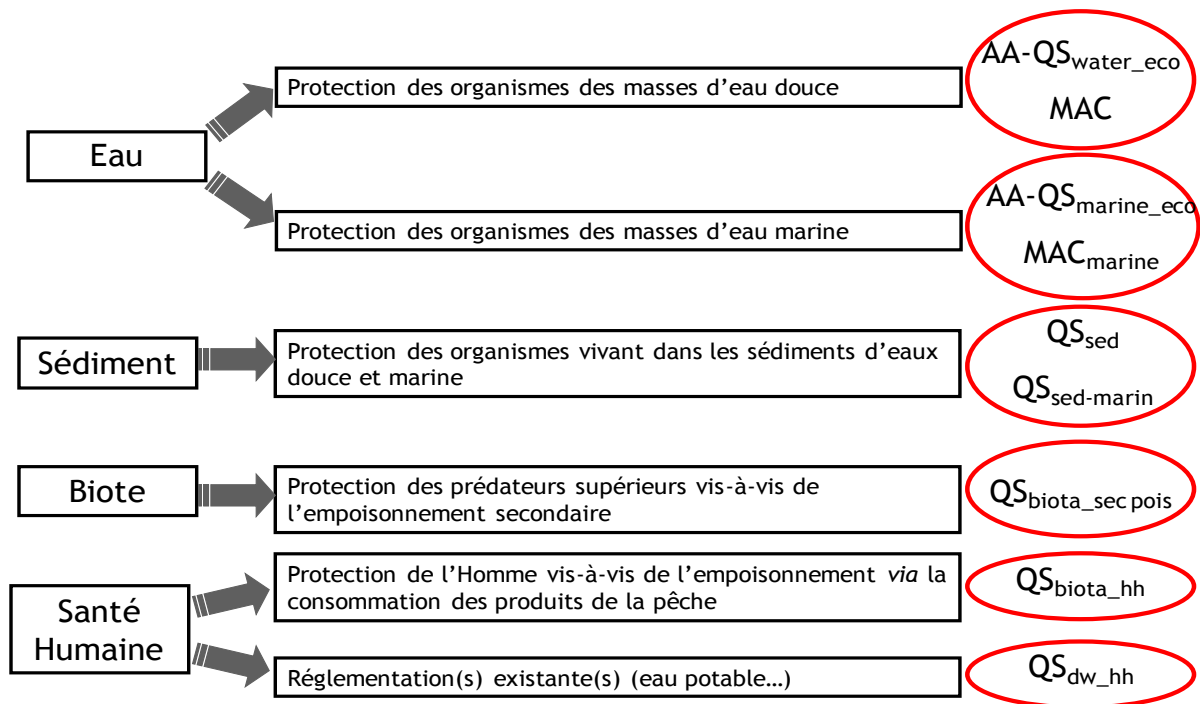 Eau
Protection des organismes des masses d’eau douce
AA-QSwater_eco
MAC
Protection des organismes des masses d’eau marine
AA-QSmarine_eco
MACmarine
Sédiment
Protection des organismes vivant dans les sédiments d’eaux
douce et marine
QSsed
QSsed-marin
Biote
Protection des prédateurs supérieurs vis-à-vis de
l’empoisonnement secondaire
QSbiota_sec pois
Santé
Humaine
Protection de l’Homme vis-à-vis de l’empoisonnement via la
consommation des produits de la pêche
QSbiota_hh
Réglementation(s) existante(s) (eau potable…)
QSdw_hh